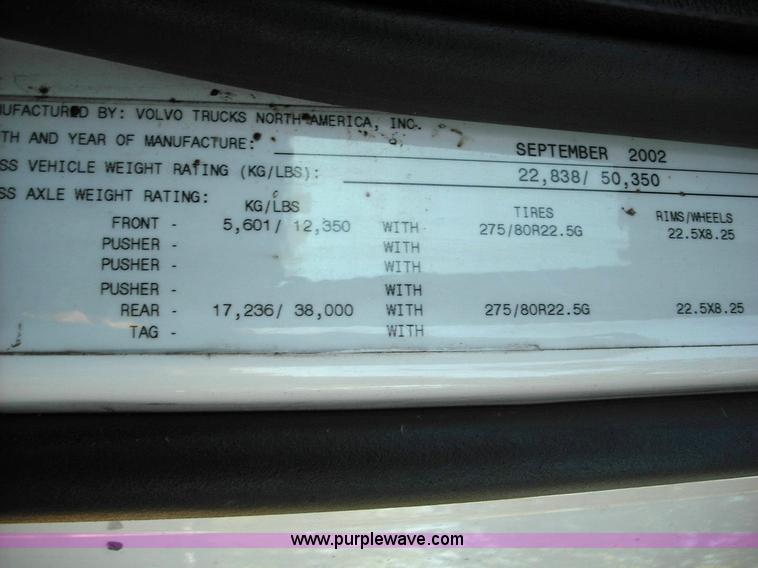 NUFACTURED BY: VOLVO TRUCKS NORTH AMERICA, INC.
TH AND YEAR OF MANUFACTURE: SEPTEMBER 2002
SS VEHICLE WEIGHT RATING (KG/LBS): 22,838/ 50,350
SS AXLE WEIGHT RATING:
KG/LBS TIRES RIMS/WHEELS
FRONT - 5,601/ 12,350 WITH 275/80R22.5G 22.5X8.25
PUSHER - WITH
PUSHER - WITH
PUSHER - WITH
REAR - 17,236/ 38,000 WITH 275/80R22.5G 22.5X8.25
TAG - WITH
www.purplewave.com